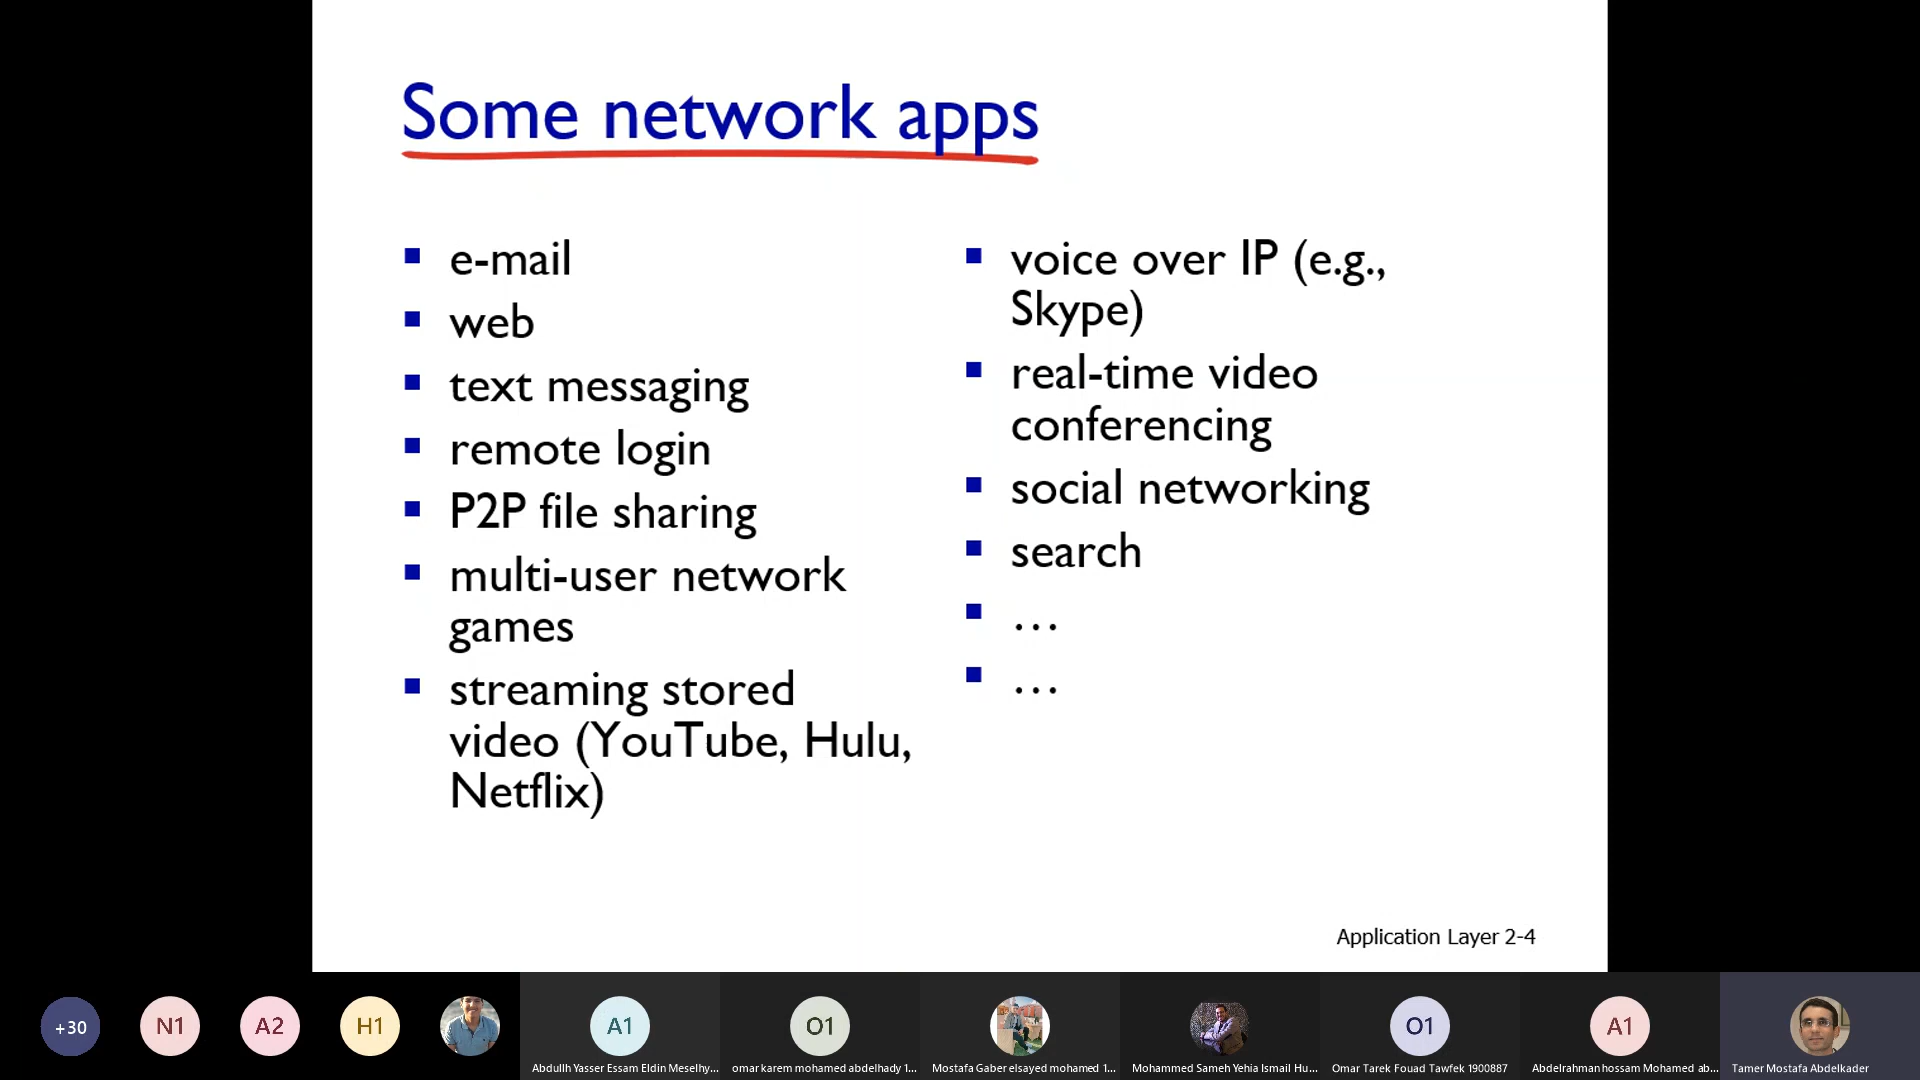 Some network apps
e-mail
web
text messaging
remote login
P2P file sharing
multi-user network
games
streaming stored
video (YouTube, Hulu,
Netflix)
voice over IP (e.g.,
Skype)
real-time video
conferencing
social networking
search
…
…
Application Layer 2-4
+30
N1
A2
H1
A1
O1
O1
A1
Abdullh Yasser Essam Eldin Meselhy...
omar karem mohamed abdelhady 1...
Mostafa Gaber elsayed mohamed 1...
Mohammed Sameh Yehia Ismail Hu...
Omar Tarek Fouad Tawfek 1900887
Abdelrahman hossam Mohamed ab...
Tamer Mostafa Abdelkader